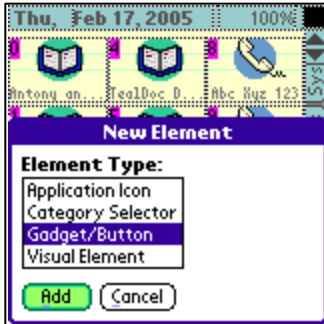 Thu, Feb 17, 2005 100%
0 4 8
Antony an... TealDoc D... Abc Xyz 123
Sys
New Element
Element Type:
Application Icon
Category Selector
Gadget/Button
Visual Element
Add Cancel